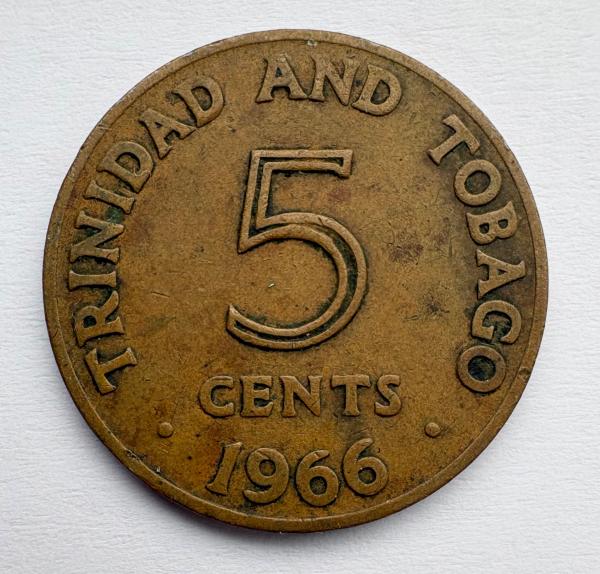 TRINIDAD AND TOBAGO
5
CENTS
1966